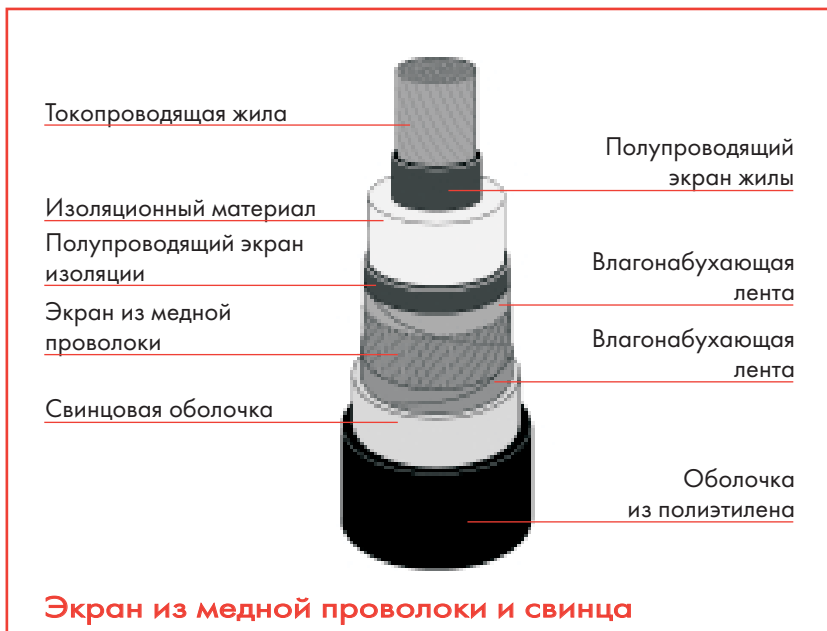 Токопроводящая жила
Полупроводящий
экран жилы
Изоляционный материал
Полупроводящий экран
изоляции
Влагонабухающая
лента
Экран из медной
проволоки
Влагонабухающая
лента
Свинцовая оболочка
Оболочка
из полиэтилена
Экран из медной проволоки и свинца